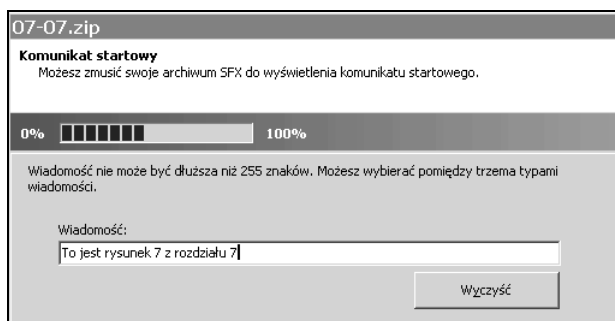 07-07.zip
Komunikat startowy
Możesz zmusić swoje archiwum SFX do wyświetlenia komunikatu startowego.
0% 100%
Wiadomość nie może być dłuższa niż 255 znaków. Możesz wybierać pomiędzy trzema typami
wiadomości.
Wiadomość:
To jest rysunek 7 z rozdziału 7
Wyczyść